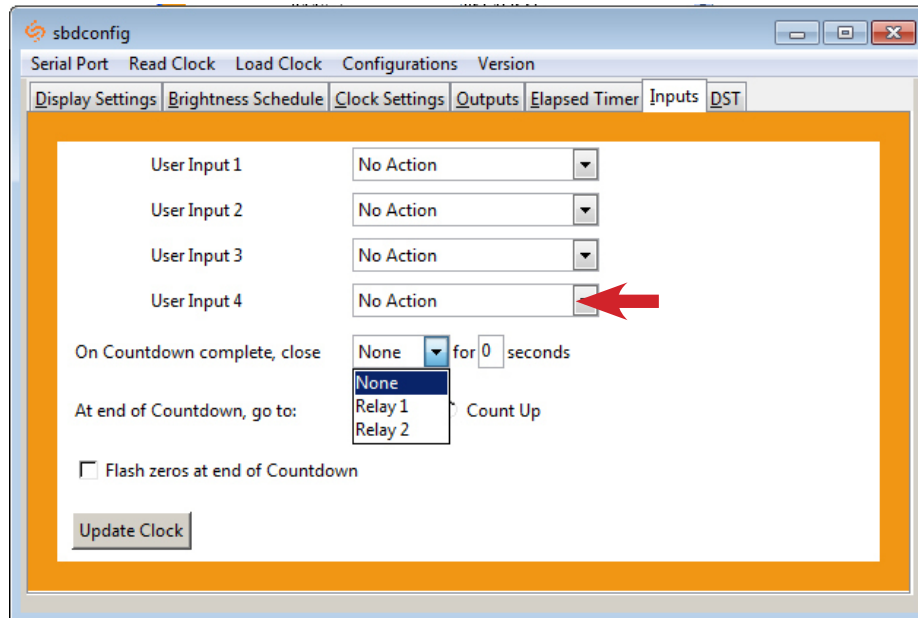 sbdconfig
Serial Port Read Clock Load Clock Configurations Version
Display Settings Brightness Schedule Clock Settings Outputs Elapsed Timer Inputs DST
User Input 1 No Action
User Input 2 No Action
User Input 3 No Action
User Input 4 No Action
On Countdown complete, close None for 0 seconds
None
Relay 1
At end of Countdown, go to: Count Up
Relay 2
Flash zeros at end of Countdown
Update Clock